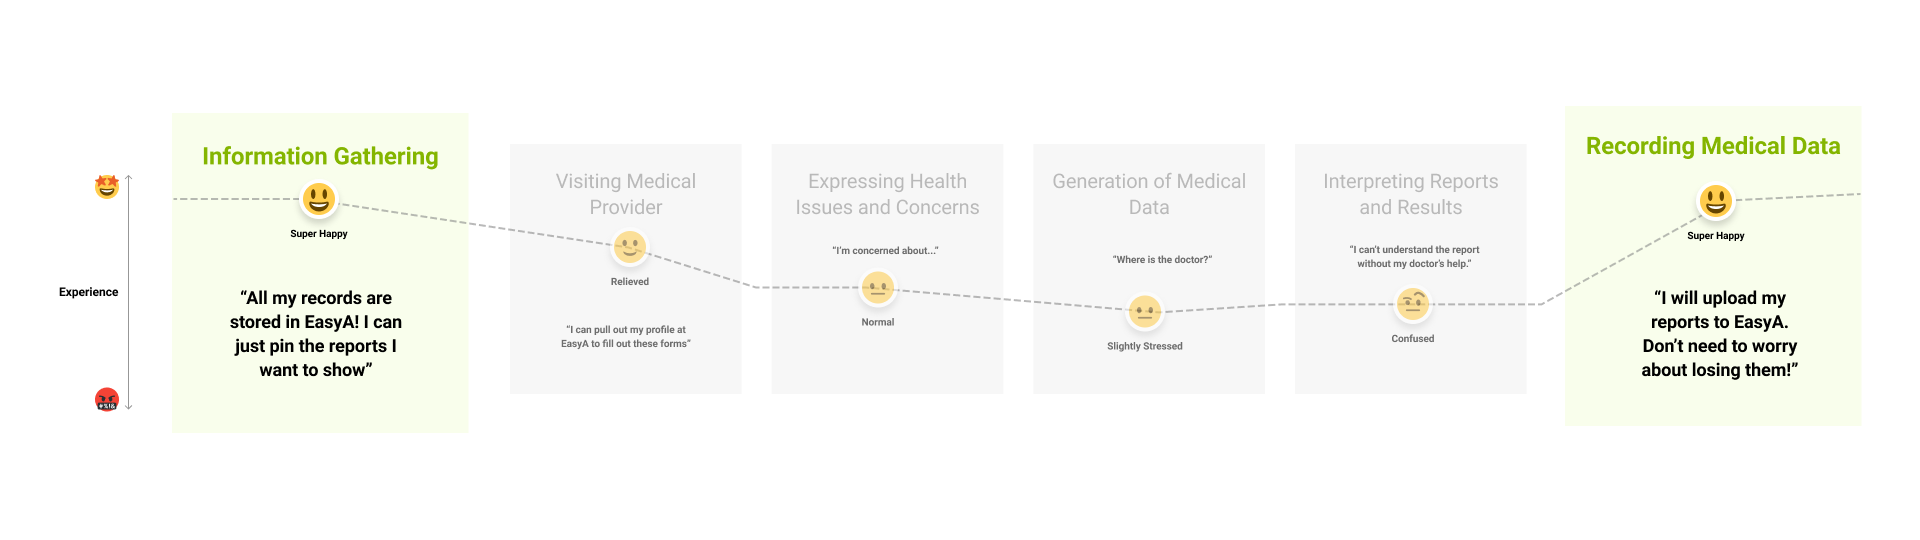 Experience
Information Gathering
Super Happy
“All my records are
stored in EasyA! I can
just pin the reports I
want to show”
Visiting Medical
Provider
Relieved
“I can pull out my profile at
EasyA to fill out these forms”
Expressing Health
Issues and Concerns
“I’m concerned about...”
Normal
Generation of Medical
Data
“Where is the doctor?”
Slightly Stressed
Interpreting Reports
and Results
“I can’t understand the report
without my doctor’s help.”
Confused
Recording Medical Data
Super Happy
“I will upload my
reports to EasyA.
Don’t need to worry
about losing them!”